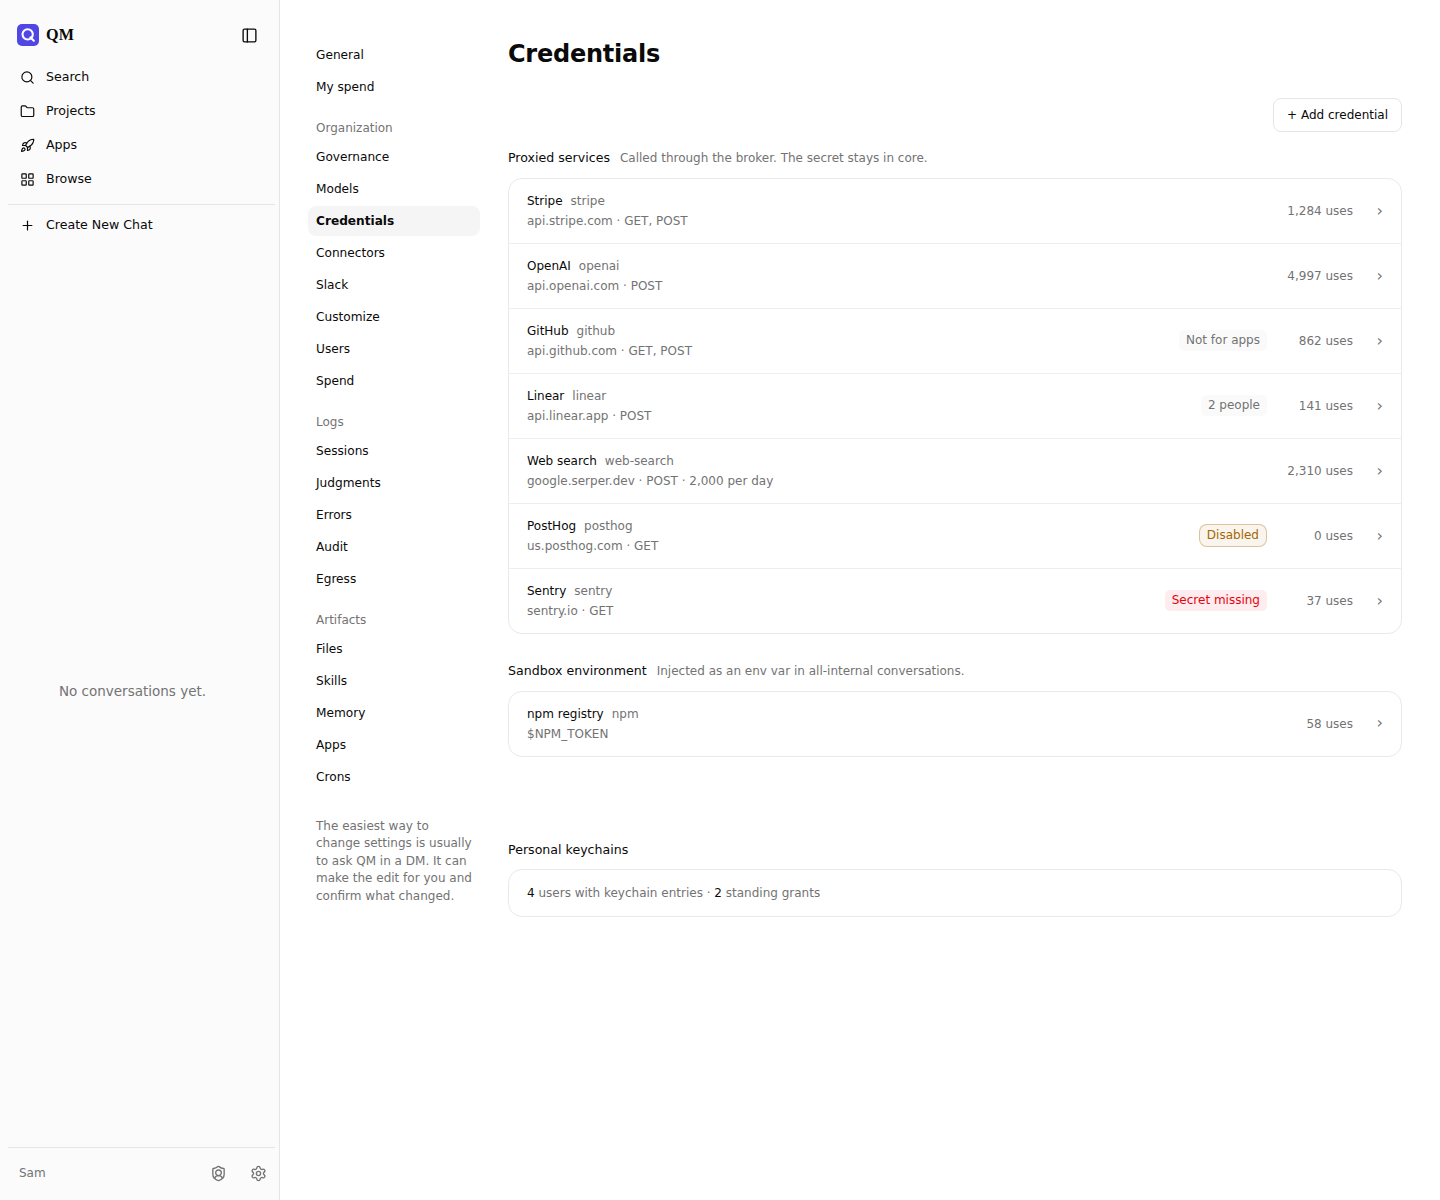 QM
Search
Projects
Apps
Browse
Create New Chat
No conversations yet.
Sam
General
My spend
Organization
Governance
Models
Credentials
Connectors
Slack
Customize
Users
Spend
Logs
Sessions
Judgments
Errors
Audit
Egress
Artifacts
Files
Skills
Memory
Apps
Crons
The easiest way to
change settings is usually
to ask QM in a DM. It can
make the edit for you and
confirm what changed.
Credentials
+ Add credential
Proxied services Called through the broker. The secret stays in core.
Stripe stripe
api.stripe.com · GET, POST
1,284 uses
OpenAI openai
api.openai.com · POST
4,997 uses
GitHub github
api.github.com · GET, POST
Not for apps 862 uses
Linear linear
api.linear.app · POST
2 people 141 uses
Web search web-search
google.serper.dev · POST · 2,000 per day
2,310 uses
PostHog posthog
us.posthog.com · GET
Disabled 0 uses
Sentry sentry
sentry.io · GET
Secret missing 37 uses
Sandbox environment Injected as an env var in all-internal conversations.
npm registry npm
$NPM_TOKEN
58 uses
Personal keychains
4 users with keychain entries · 2 standing grants